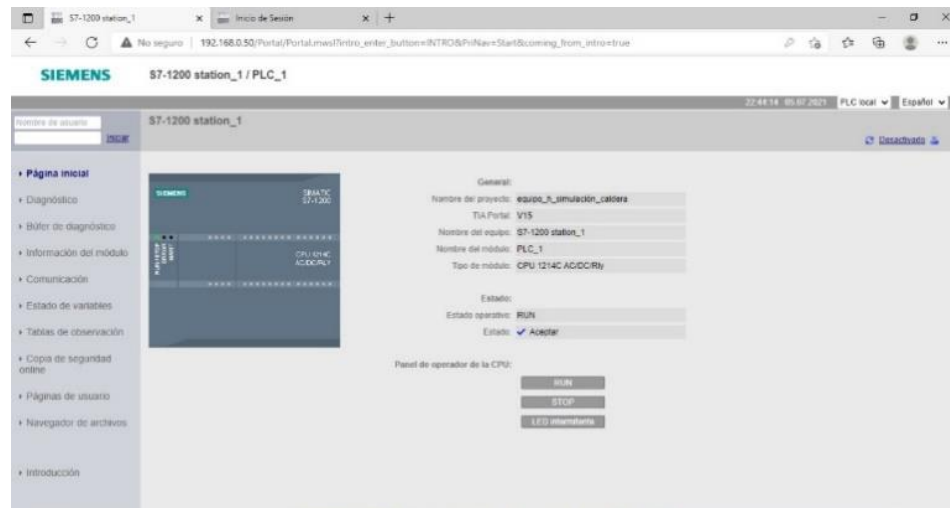 S7-1200 station_1
Inicio de Sesión
No seguro | 192.168.0.50/Portal/Portal.mwsl?intro_enter_button=INTRO&PriNav=Start&coming_from_intro=true
SIEMENS S7-1200 station_1 / PLC_1
22:44:14 05.07.2021 PLC local Español
Nombre de usuario
S7-1200 station_1
Desactivado
Página inicial
Diagnóstico
Búfer de diagnóstico
Información del módulo
Comunicación
Estado de variables
Tablas de observación
Copia de seguridad
online
Páginas de usuario
Navegador de archivos
Introducción
SIEMENS
SIMATIC
S7-1200
CPU 1214C
AC/DC/RLY
General:
Nombre del proyecto: equipo_h_simulación_caldera
TIA Portal: V15
Nombre del equipo: S7-1200 station_1
Nombre del módulo: PLC_1
Tipo de módulo: CPU 1214C AC/DC/Rly
Estado:
Estado operativo: RUN
Estado: Aceptar
Panel de operador de la CPU:
RUN
STOP
LED intermitente